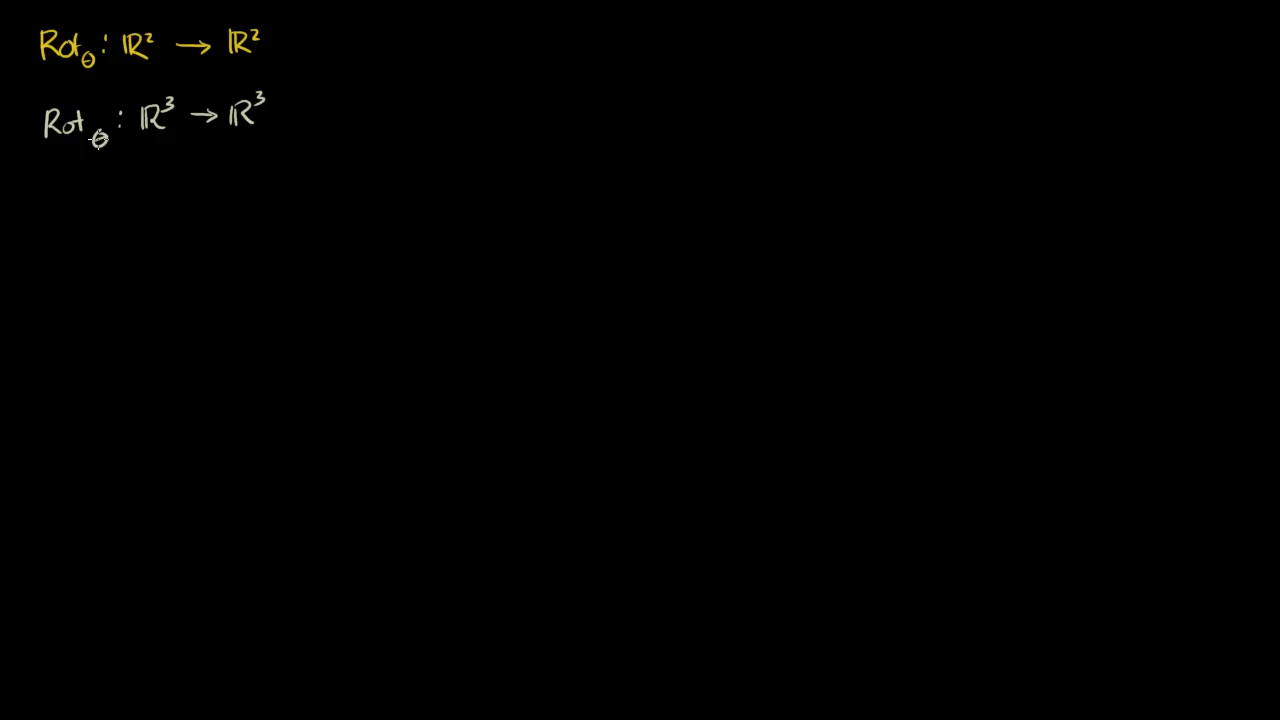 Rotθ : ℝ² → ℝ²
Rotθ : ℝ³ → ℝ³